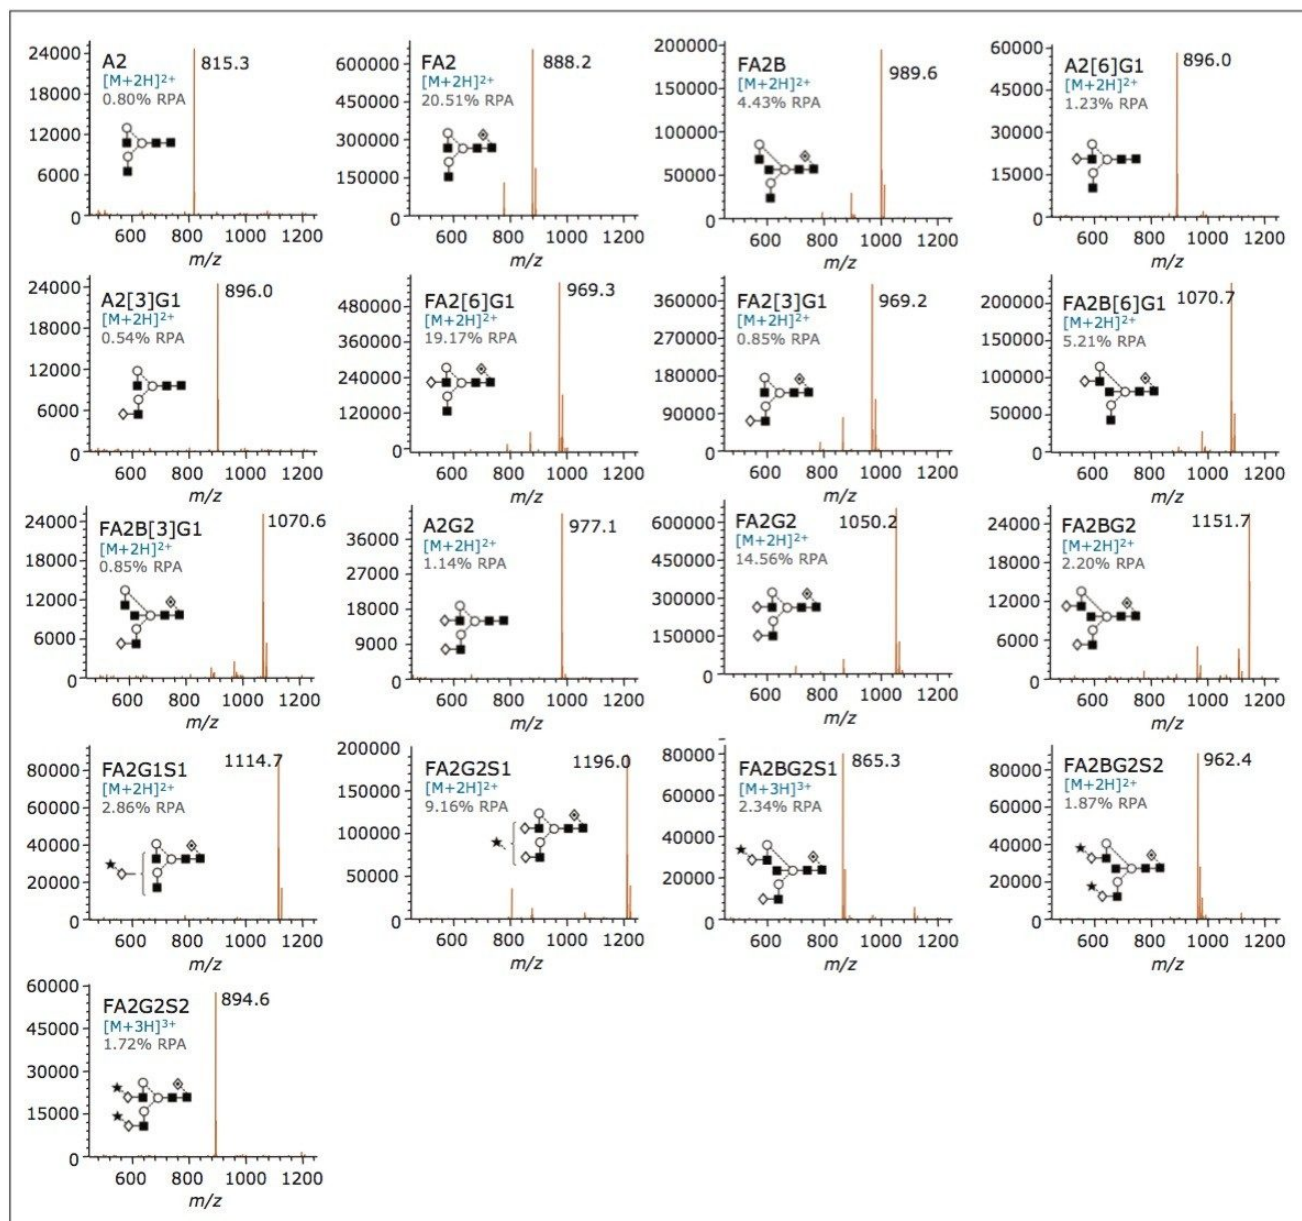 A2
[M+2H]²⁺
0.80% RPA
815.3
24000
18000
12000
6000
0
600 800 1000 1200
m/z
FA2
[M+2H]²⁺
20.51% RPA
888.2
600000
450000
300000
150000
0
600 800 1000 1200
m/z
FA2B
[M+2H]²⁺
4.43% RPA
989.6
200000
150000
100000
50000
0
600 800 1000 1200
m/z
A2[6]G1
[M+2H]²⁺
1.23% RPA
896.0
60000
45000
30000
15000
0
600 800 1000 1200
m/z
A2[3]G1
[M+2H]²⁺
0.54% RPA
896.0
24000
18000
12000
6000
0
600 800 1000 1200
m/z
FA2[6]G1
[M+2H]²⁺
19.17% RPA
969.3
480000
360000
240000
120000
0
600 800 1000 1200
m/z
FA2[3]G1
[M+2H]²⁺
0.85% RPA
969.2
360000
270000
180000
90000
0
600 800 1000 1200
m/z
FA2B[6]G1
[M+2H]²⁺
5.21% RPA
1070.7
200000
150000
100000
50000
0
600 800 1000 1200
m/z
FA2B[3]G1
[M+2H]²⁺
0.85% RPA
1070.6
24000
18000
12000
6000
0
600 800 1000 1200
m/z
A2G2
[M+2H]²⁺
1.14% RPA
977.1
36000
27000
18000
9000
0
600 800 1000 1200
m/z
FA2G2
[M+2H]²⁺
14.56% RPA
1050.2
600000
450000
300000
150000
0
600 800 1000 1200
m/z
FA2BG2
[M+2H]²⁺
2.20% RPA
1151.7
24000
18000
12000
6000
0
600 800 1000 1200
m/z
FA2G1S1
[M+2H]²⁺
2.86% RPA
1114.7
80000
60000
40000
20000
0
600 800 1000 1200
m/z
FA2G2S1
[M+2H]²⁺
9.16% RPA
1196.0
200000
150000
100000
50000
0
600 800 1000 1200
m/z
FA2BG2S1
[M+3H]³⁺
2.34% RPA
865.3
80000
60000
40000
20000
0
600 800 1000 1200
m/z
FA2BG2S2
[M+2H]²⁺
1.87% RPA
962.4
80000
60000
40000
20000
0
600 800 1000 1200
m/z
FA2G2S2
[M+3H]³⁺
1.72% RPA
894.6
60000
45000
30000
15000
0
600 800 1000 1200
m/z